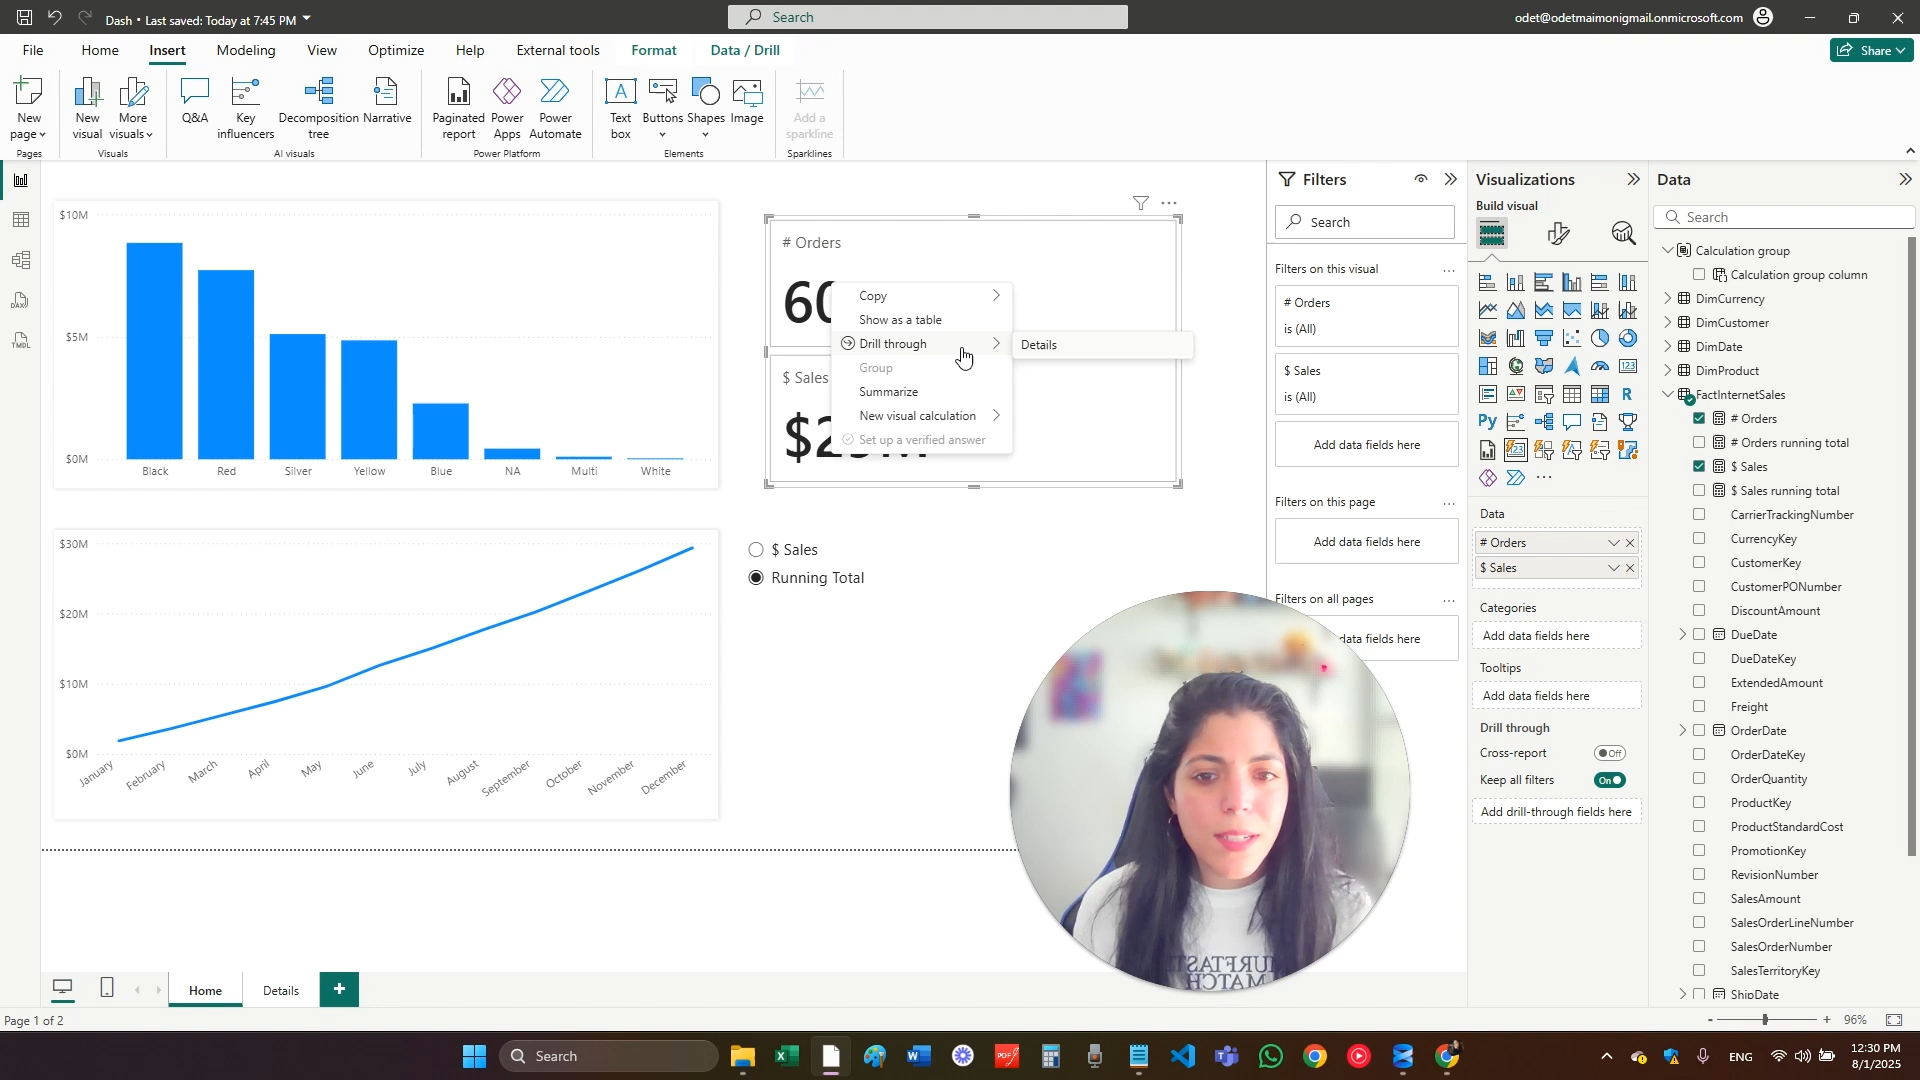 Dash • Last saved: Today at 7:45 PM
Search
odet@odetmaimonigmail.onmicrosoft.com
File
Home
Insert
Modeling
View
Optimize
Help
External tools
Format
Data / Drill
Share
New page
New visual
More visuals
Q&A
Key influencers
Decomposition tree
Narrative
Paginated report
Power Apps
Power Automate
Text box
Buttons
Shapes
Image
Add a sparkline
Pages
Visuals
AI visuals
Power Platform
Elements
Sparklines
$10M
$5M
$0M
Black
Red
Silver
Yellow
Blue
NA
Multi
White
# Orders
$ Sales
Copy
Show as a table
Drill through
Details
Group
Summarize
New visual calculation
Set up a verified answer
$30M
$20M
$10M
$0M
January
February
March
April
May
June
July
August
September
October
November
December
$ Sales
Running Total
Filters
Search
Filters on this visual
# Orders
is (All)
$ Sales
is (All)
Add data fields here
Filters on this page
Add data fields here
Filters on all pages
data fields here
Visualizations
Build visual
Data
# Orders
$ Sales
Categories
Add data fields here
Tooltips
Add data fields here
Drill through
Cross-report
Off
Keep all filters
On
Add drill-through fields here
Data
Search
Calculation group
Calculation group column
DimCurrency
DimCustomer
DimDate
DimProduct
FactInternetSales
# Orders
# Orders running total
$ Sales
$ Sales running total
CarrierTrackingNumber
CurrencyKey
CustomerKey
CustomerPONumber
DiscountAmount
DueDate
DueDateKey
ExtendedAmount
Freight
OrderDate
OrderDateKey
OrderQuantity
ProductKey
ProductStandardCost
PromotionKey
RevisionNumber
SalesAmount
SalesOrderLineNumber
SalesOrderNumber
SalesTerritoryKey
ShipDate
Home
Details
Page 1 of 2
96%
Search
ENG
12:30 PM
8/1/2025